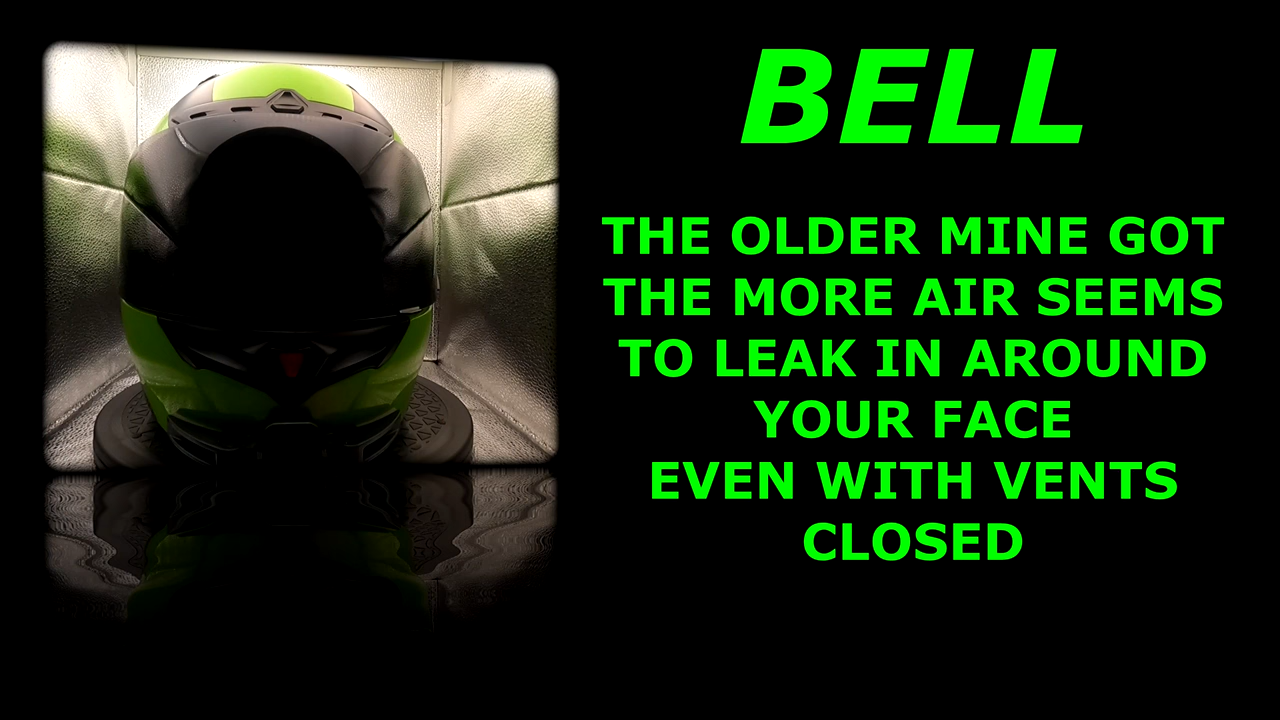 BELL
THE OLDER MINE GOT
THE MORE AIR SEEMS
TO LEAK IN AROUND
YOUR FACE
EVEN WITH VENTS
CLOSED